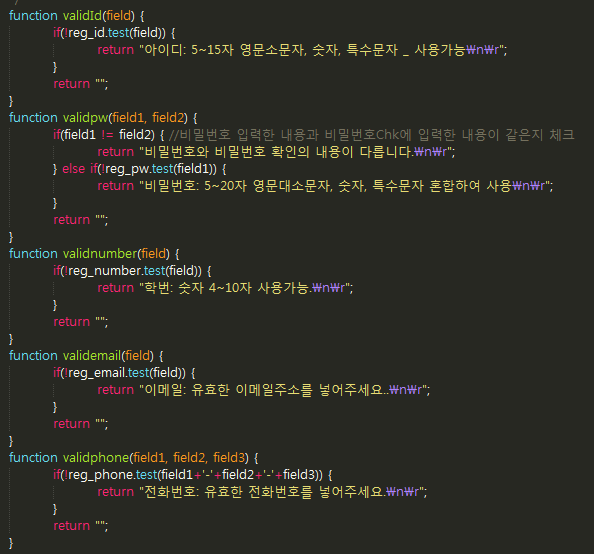 function validId(field) {
if(!reg_id.test(field)) {
return "아이디: 5~15자 영문소문자, 숫자, 특수문자 _ 사용가능₩n₩r";
}
return "";
}
function validpw(field1, field2) {
if(field1 != field2) { //비밀번호 입력한 내용과 비밀번호Chk에 입력한 내용이 같은지 체크
return "비밀번호와 비밀번호 확인의 내용이 다릅니다.₩n₩r";
} else if(!reg_pw.test(field1)) {
return "비밀번호: 5~20자 영문대소문자, 숫자, 특수문자 혼합하여 사용₩n₩r";
}
return "";
}
function validnumber(field) {
if(!reg_number.test(field)) {
return "학번: 숫자 4~10자 사용가능.₩n₩r";
}
return "";
}
function validemail(field) {
if(!reg_email.test(field)) {
return "이메일: 유효한 이메일주소를 넣어주세요..₩n₩r";
}
return "";
}
function validphone(field1, field2, field3) {
if(!reg_phone.test(field1+'-'+field2+'-'+field3)) {
return "전화번호: 유효한 전화번호를 넣어주세요.₩n₩r";
}
return "";
}